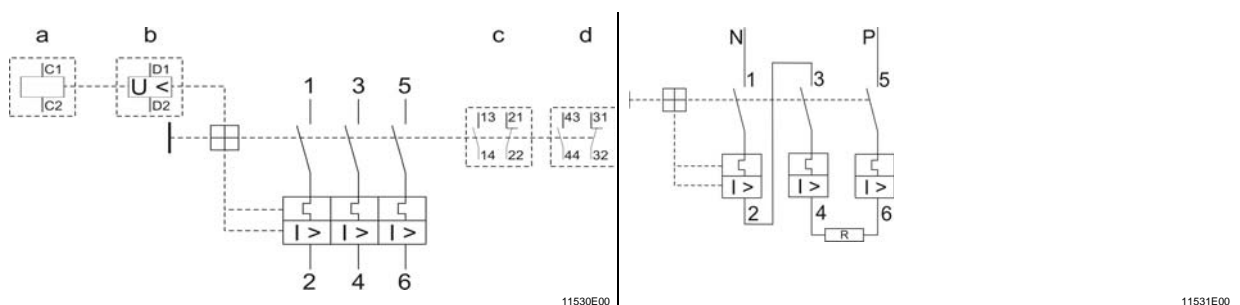 a b c d
C1 D1
U <
C2 D2
1 3 5
13 21 43 31
14 22 44 32
I > I > I >
2 4 6
11530E00
N P
1 3 5
I > I > I >
2 4 6
R
11531E00